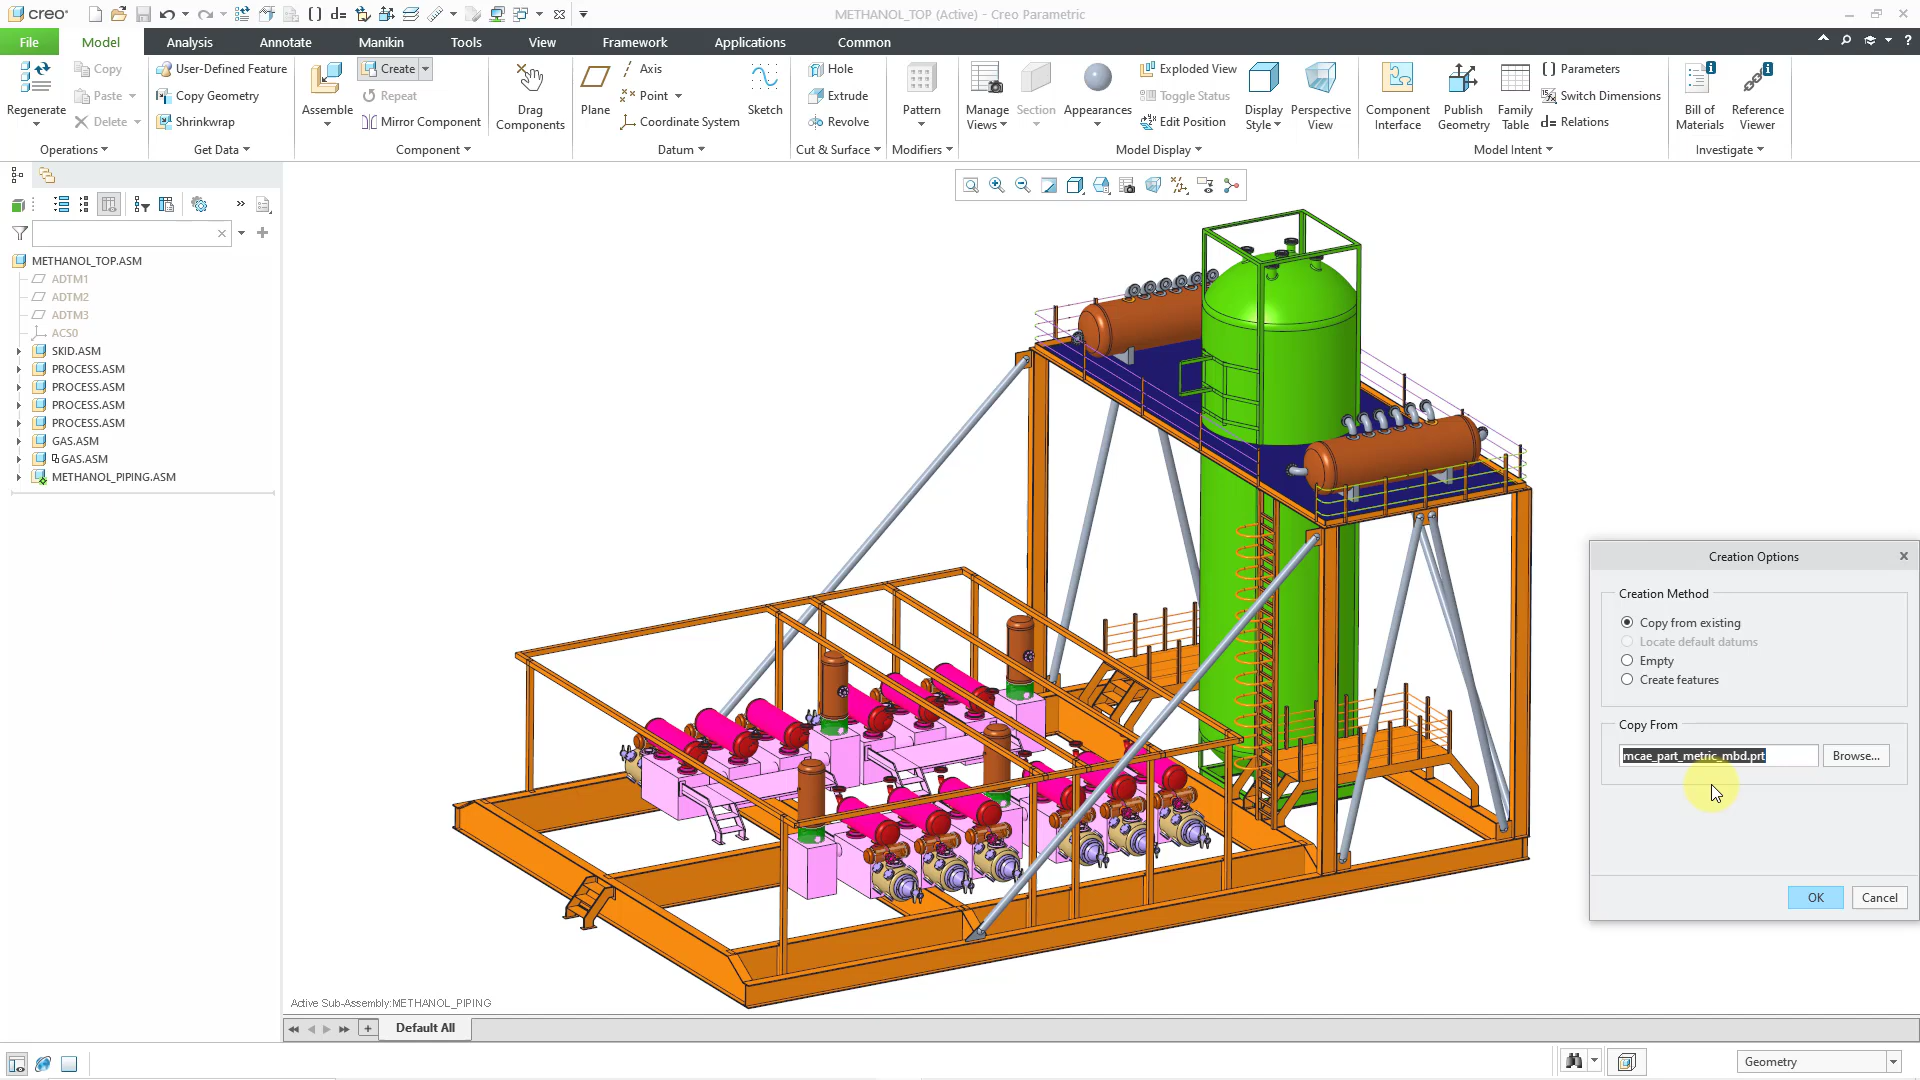 creo
METHANOL_TOP (Active) - Creo Parametric
File
Model
Analysis
Annotate
Manikin
Tools
View
Framework
Applications
Common
Regenerate
Copy
Paste
Delete
Operations
User-Defined Feature
Copy Geometry
Shrinkwrap
Get Data
Assemble
Create
Repeat
Mirror Component
Component
Drag
Components
Plane
Axis
Point
Coordinate System
Sketch
Datum
Hole
Extrude
Revolve
Cut & Surface
Pattern
Modifiers
Manage
Views
Section
Appearances
Exploded View
Toggle Status
Edit Position
Display
Style
Perspective
View
Model Display
Component
Interface
Publish
Geometry
Family
Table
Parameters
Switch Dimensions
Relations
Model Intent
Bill of
Materials
Reference
Viewer
Investigate
METHANOL_TOP.ASM
ADTM1
ADTM2
ADTM3
ACS0
SKID.ASM
PROCESS.ASM
PROCESS.ASM
PROCESS.ASM
PROCESS.ASM
GAS.ASM
GAS.ASM
METHANOL_PIPING.ASM
Creation Options
Creation Method
Copy from existing
Locate default datums
Empty
Create features
Copy From
mcae_part_metric_mbd.prt
Browse...
OK
Cancel
Active Sub-Assembly:METHANOL_PIPING
Default All
Geometry